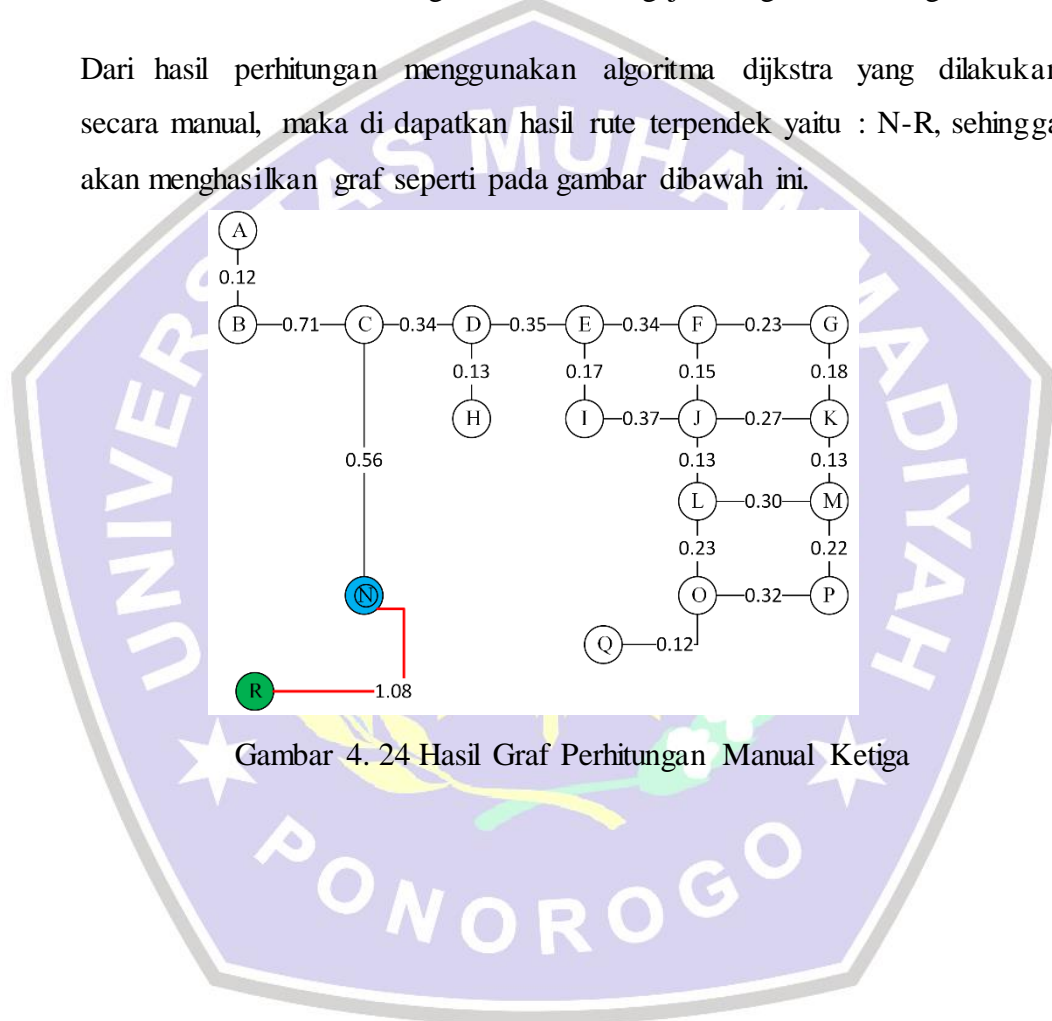 Dari hasil perhitungan menggunakan algoritma dijkstra yang dilakukan
secara manual, maka di dapatkan hasil rute terpendek yaitu : N-R, sehingga
akan menghasilkan graf seperti pada gambar dibawah ini.
A
0.12
B 0.71 C 0.34 D 0.35 E 0.34 F 0.23 G
0.13 0.17 0.15 0.18
H I 0.37 J 0.27 K
0.56 0.13 0.13
L 0.30 M
0.23 0.22
N O 0.32 P
Q 0.12
R 1.08
Gambar 4. 24 Hasil Graf Perhitungan Manual Ketiga
UNIVERSITAS MUHAMMADIYAH
PONOROGO